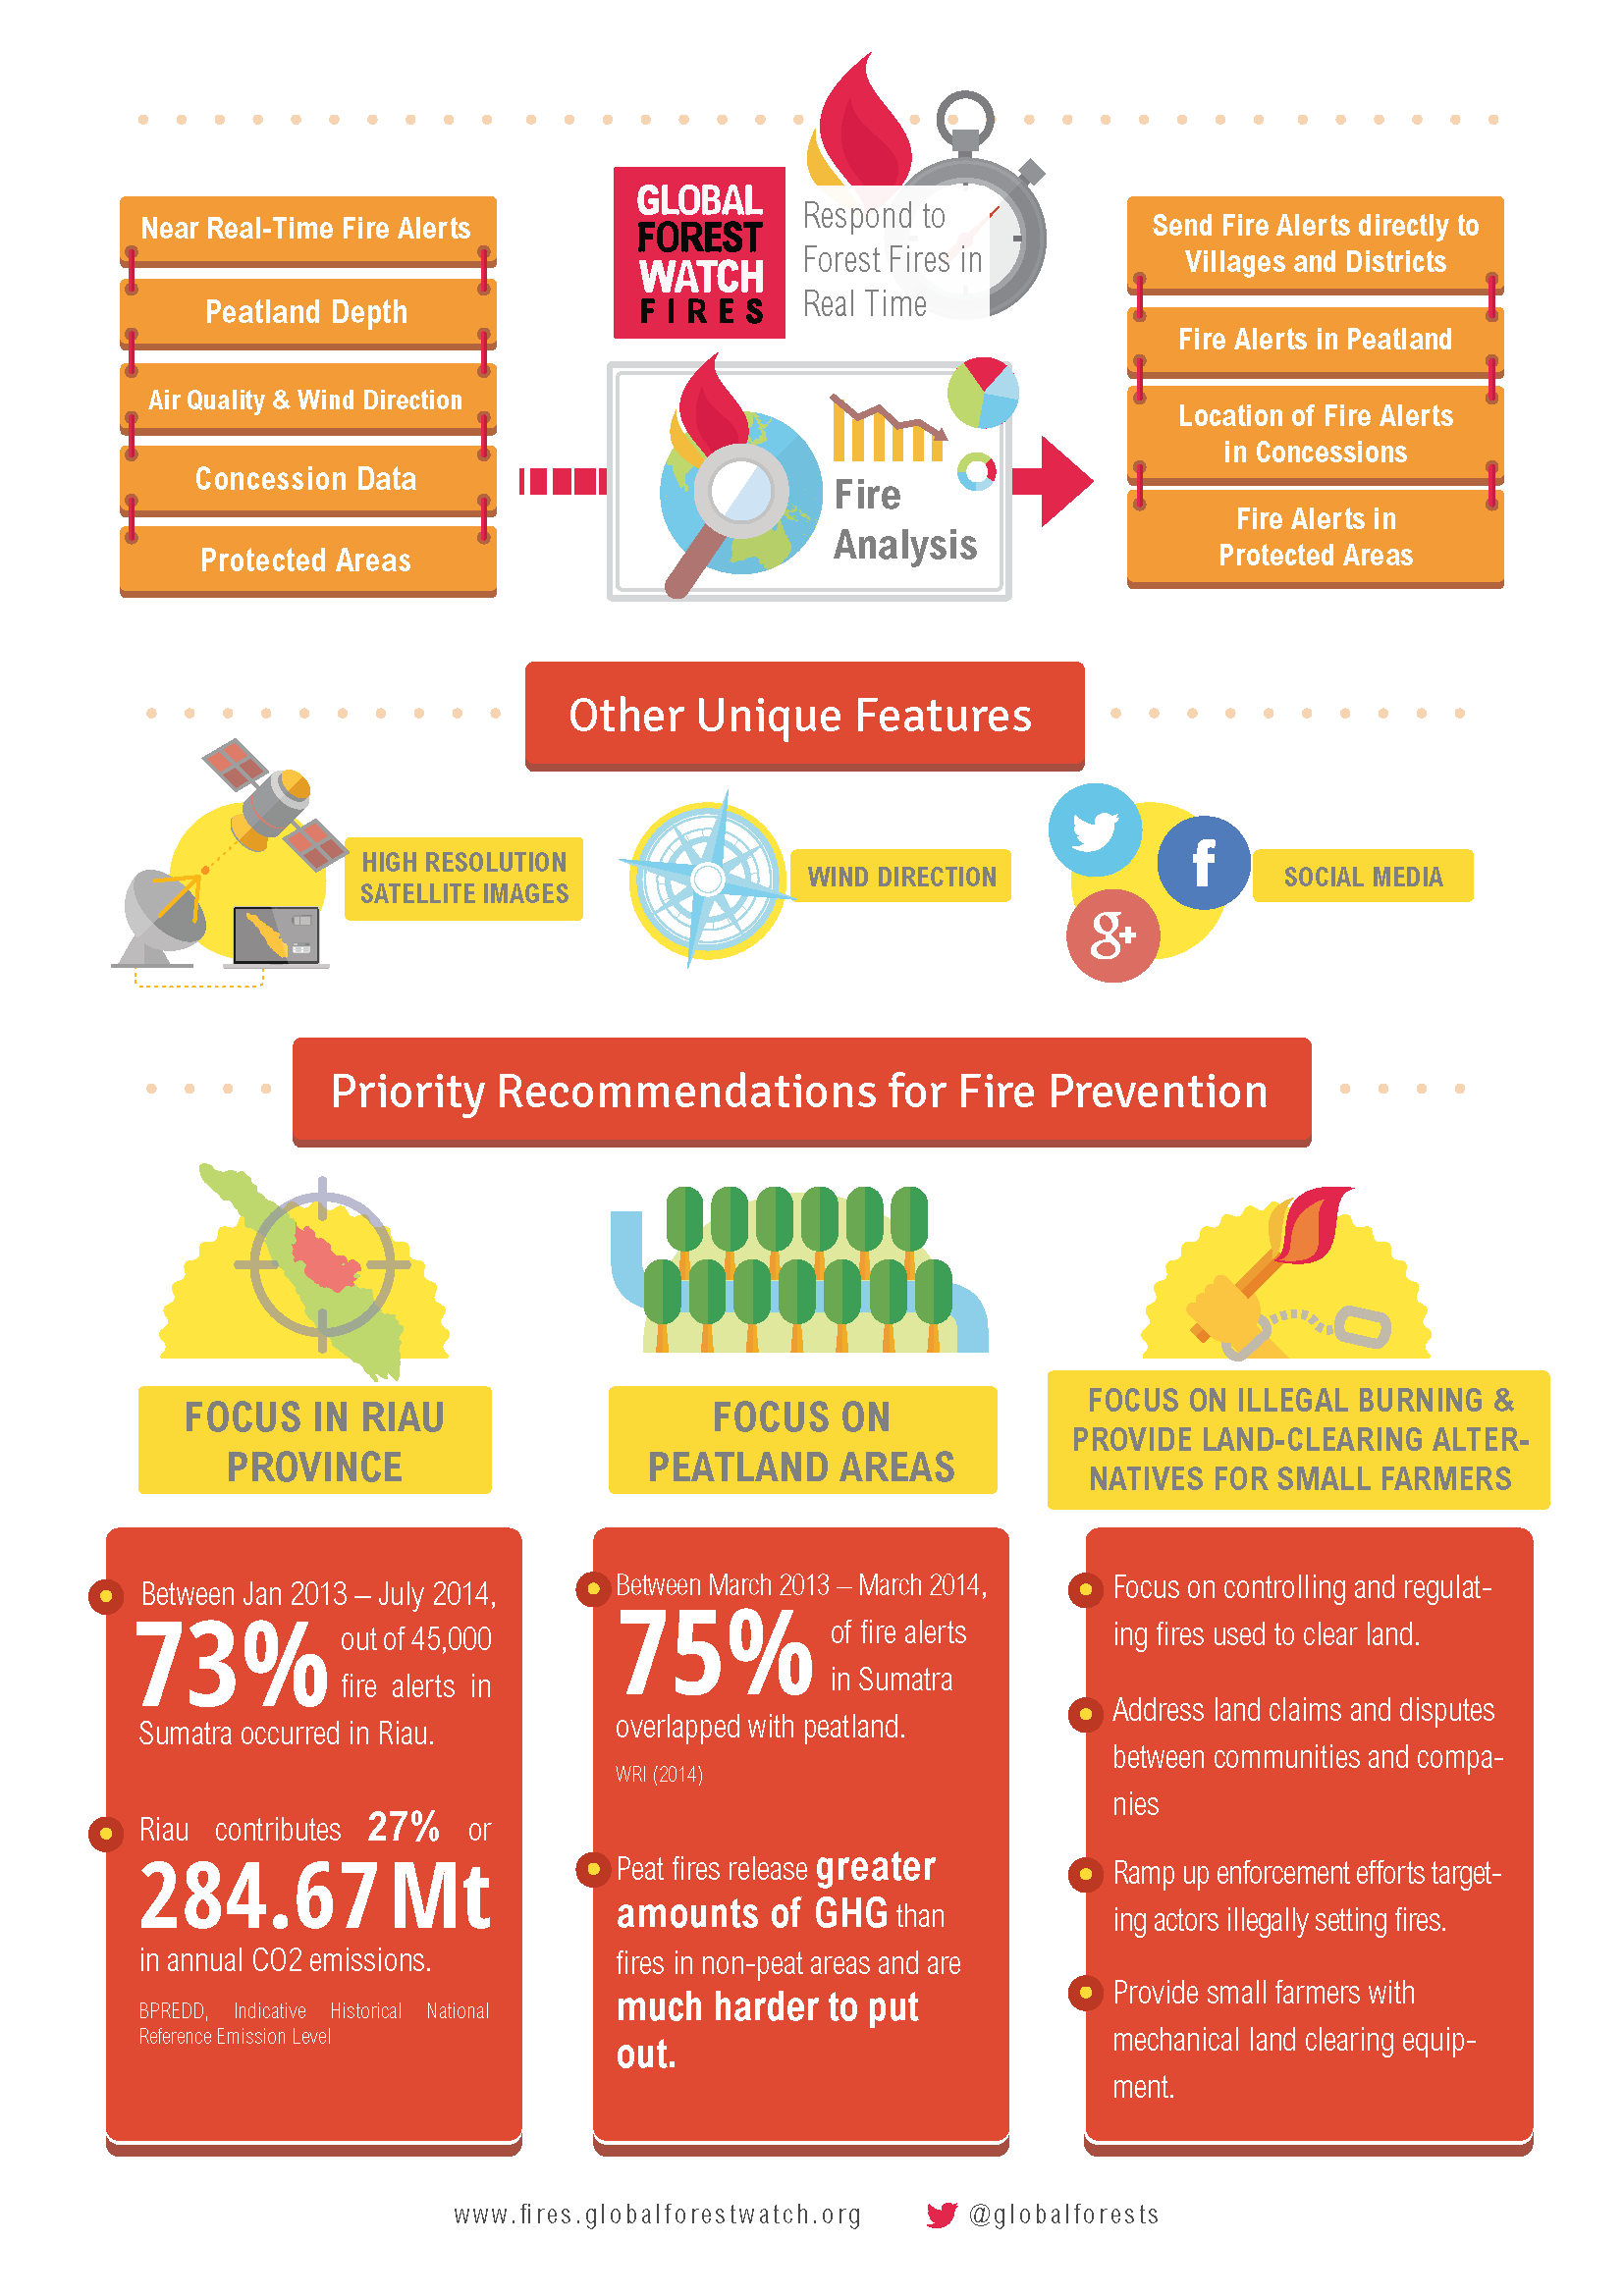 GLOBAL
FOREST
WATCH
FIRES
Respond to
Forest Fires in
Real Time
Near Real-Time Fire Alerts
Peatland Depth
Air Quality & Wind Direction
Concession Data
Protected Areas
Fire
Analysis
Send Fire Alerts directly to
Villages and Districts
Fire Alerts in Peatland
Location of Fire Alerts
in Concessions
Fire Alerts in
Protected Areas
Other Unique Features
HIGH RESOLUTION
SATELLITE IMAGES
WIND DIRECTION
f
g+
SOCIAL MEDIA
Priority Recommendations for Fire Prevention
FOCUS IN RIAU
PROVINCE
Between Jan 2013 – July 2014,
73% out of 45,000
fire alerts in
Sumatra occurred in Riau.
Riau contributes 27% or
284.67 Mt
in annual CO2 emissions.
BPREDD, Indicative Historical National
Reference Emission Level
FOCUS ON
PEATLAND AREAS
Between March 2013 – March 2014,
75% of fire alerts
in Sumatra
overlapped with peatland.
WRI (2014)
Peat fires release greater
amounts of GHG than
fires in non-peat areas and are
much harder to put
out.
FOCUS ON ILLEGAL BURNING &
PROVIDE LAND-CLEARING ALTER-
NATIVES FOR SMALL FARMERS
Focus on controlling and regulat-
ing fires used to clear land.
Address land claims and disputes
between communities and compa-
nies
Ramp up enforcement efforts target-
ing actors illegally setting fires.
Provide small farmers with
mechanical land clearing equip-
ment.
www.fires.globalforestwatch.org
@globalforests